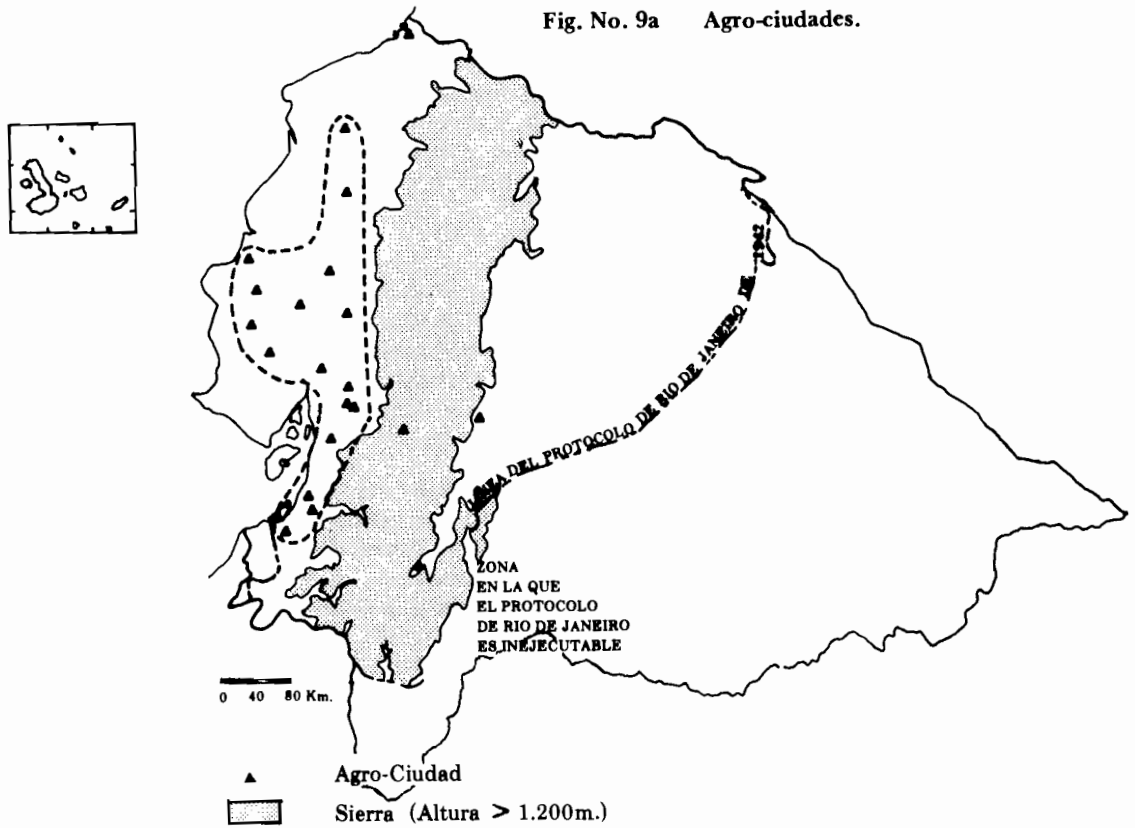 Fig. No. 9a Agro-ciudades.
LINEA DEL PROTOCOLO DE RIO DE JANEIRO DE 1942
ZONA
EN LA QUE
EL PROTOCOLO
DE RIO DE JANEIRO
ES INEJECUTABLE
0 40 80 Km.
Agro-Ciudad
Sierra (Altura > 1.200m.)